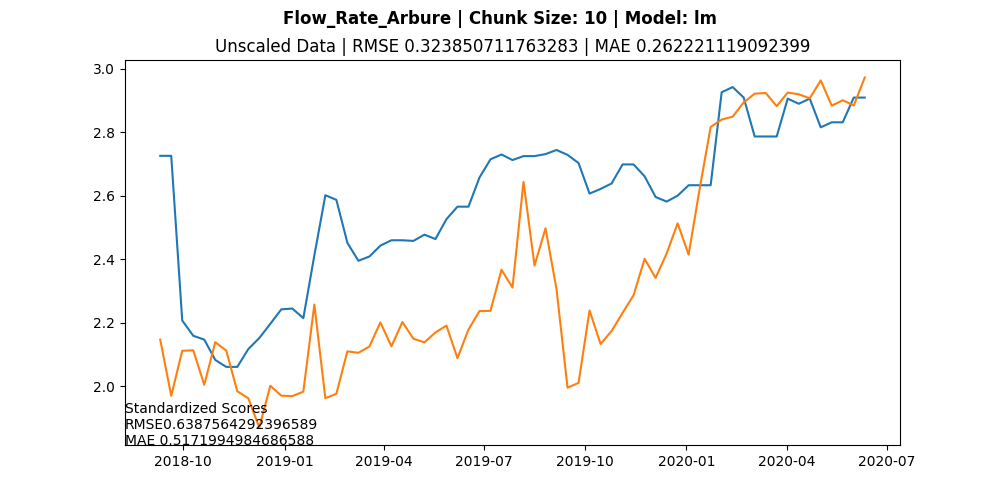 Flow_Rate_Arbure | Chunk Size: 10 | Model: lm
Unscaled Data | RMSE 0.323850711763283 | MAE 0.262221119092399
3.0
2.8
2.6
2.4
2.2
2.0
Standardized Scores
RMSE0.6387564292396589
MAE 0.5171994984686588
2018-10 2019-01 2019-04 2019-07 2019-10 2020-01 2020-04 2020-07